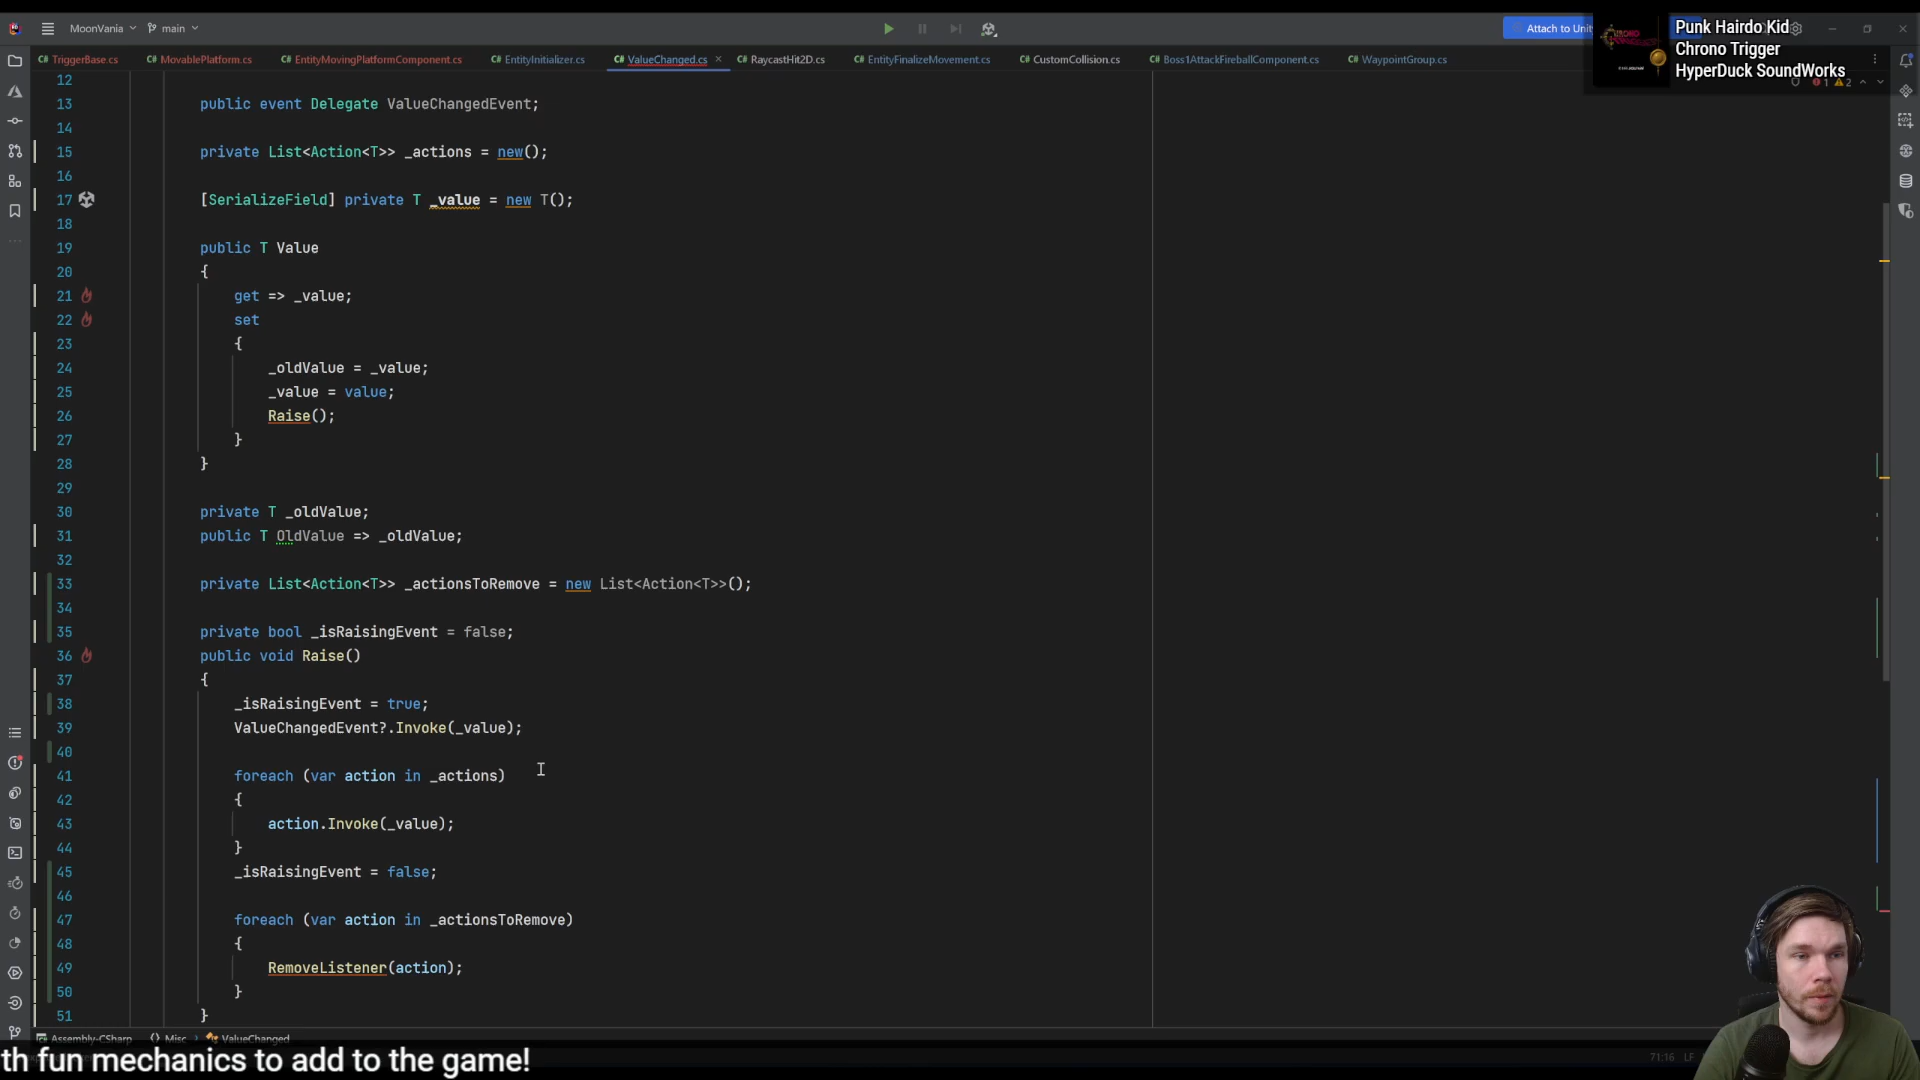 MoonVania
main
Attach to Unit
Punk Hairdo Kid
Chrono Trigger
HyperDuck SoundWorks
TriggerBase.cs
MovablePlatform.cs
EntityMovingPlatformComponent.cs
EntityInitializer.cs
ValueChanged.cs
RaycastHit2D.cs
EntityFinalizeMovement.cs
CustomCollision.cs
Boss1AttackFireballComponent.cs
WaypointGroup.cs
1 2
12
13 public event Delegate ValueChangedEvent;
14
15 private List<Action<T>> _actions = new();
16
17 [SerializeField] private T _value = new T();
18
19 public T Value
20 {
21 get => _value;
22 set
23 {
24 _oldValue = _value;
25 _value = value;
26 Raise();
27 }
28 }
29
30 private T _oldValue;
31 public T OldValue => _oldValue;
32
33 private List<Action<T>> _actionsToRemove = new List<Action<T>>();
34
35 private bool _isRaisingEvent = false;
36 public void Raise()
37 {
38 _isRaisingEvent = true;
39 ValueChangedEvent?.Invoke(_value);
40
41 foreach (var action in _actions)
42 {
43 action.Invoke(_value);
44 }
45 _isRaisingEvent = false;
46
47 foreach (var action in _actionsToRemove)
48 {
49 RemoveListener(action);
50 }
51 }
Assembly-CSharp Misc ValueChanged
71:16 LF
th fun mechanics to add to the game!